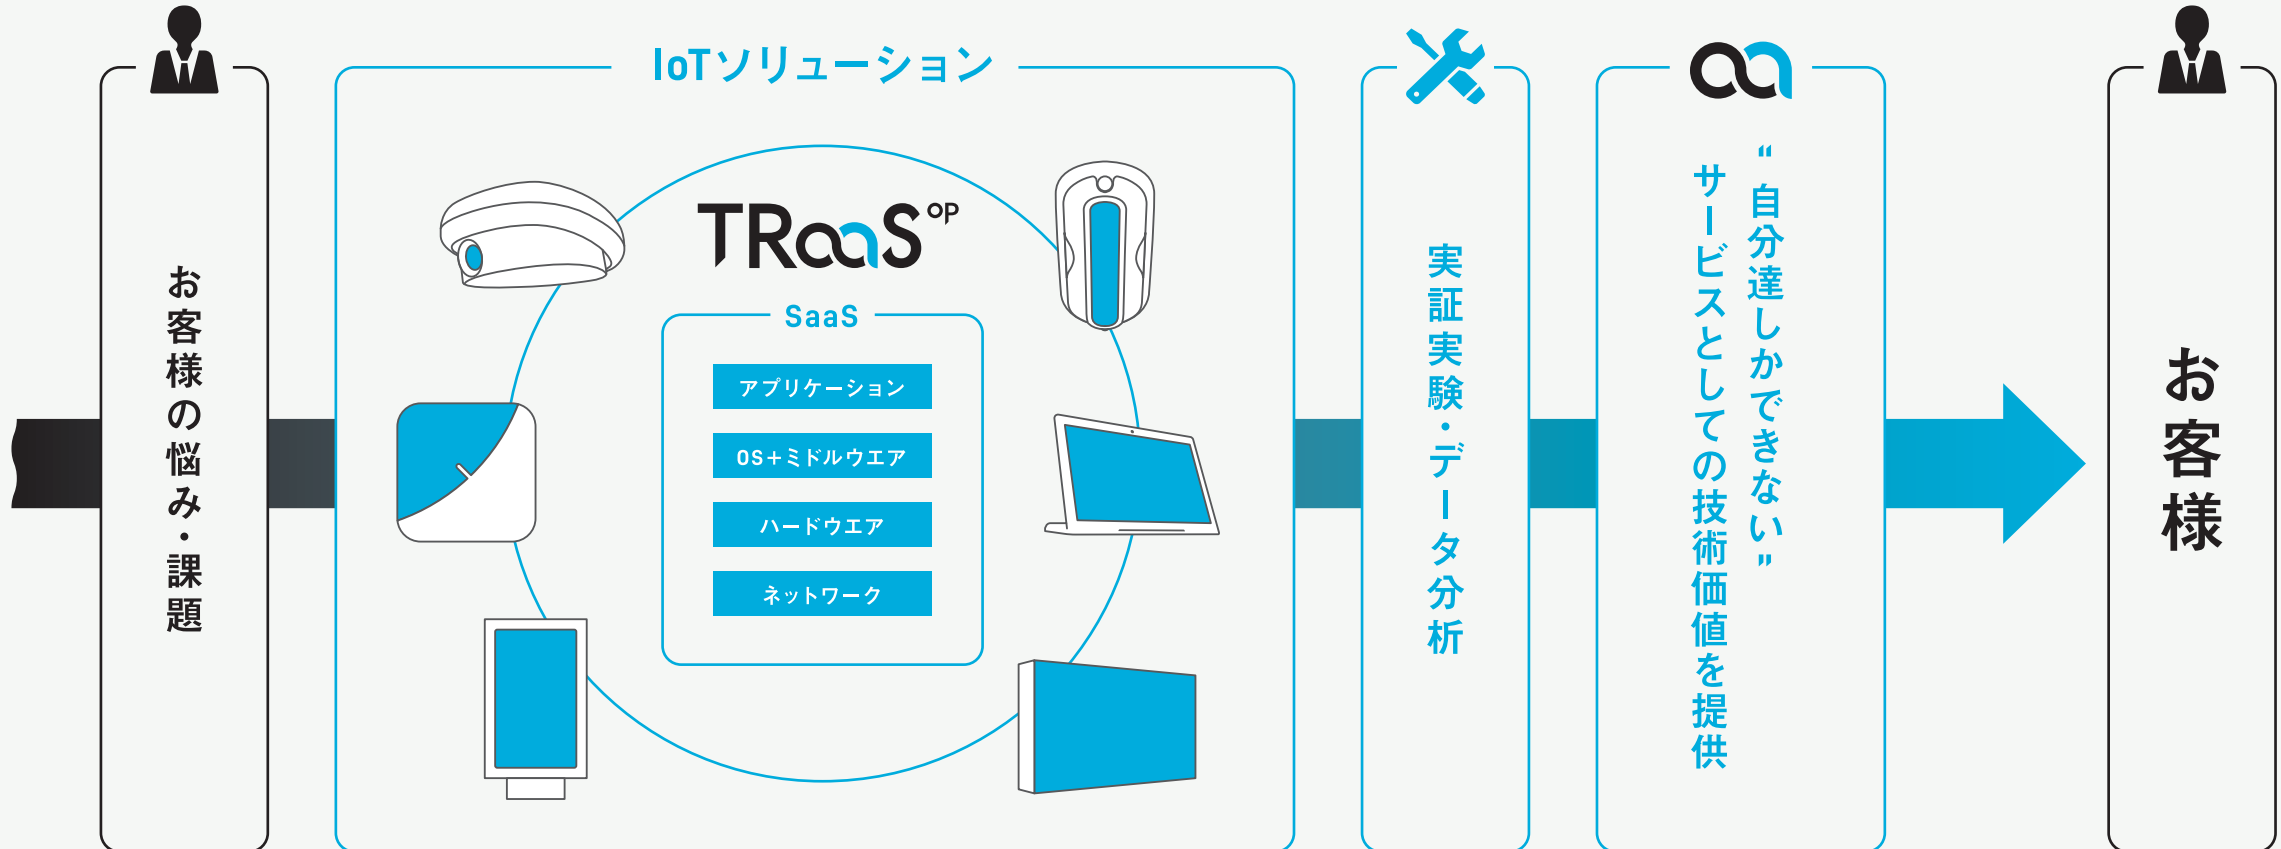 お客様の悩み・課題
IoTソリューション
TRaaS OP
SaaS
アプリケーション
OS＋ミドルウエア
ハードウエア
ネットワーク
実証実験・データ分析
“自分達しかできない”
サービスとしての技術価値を提供
お客様